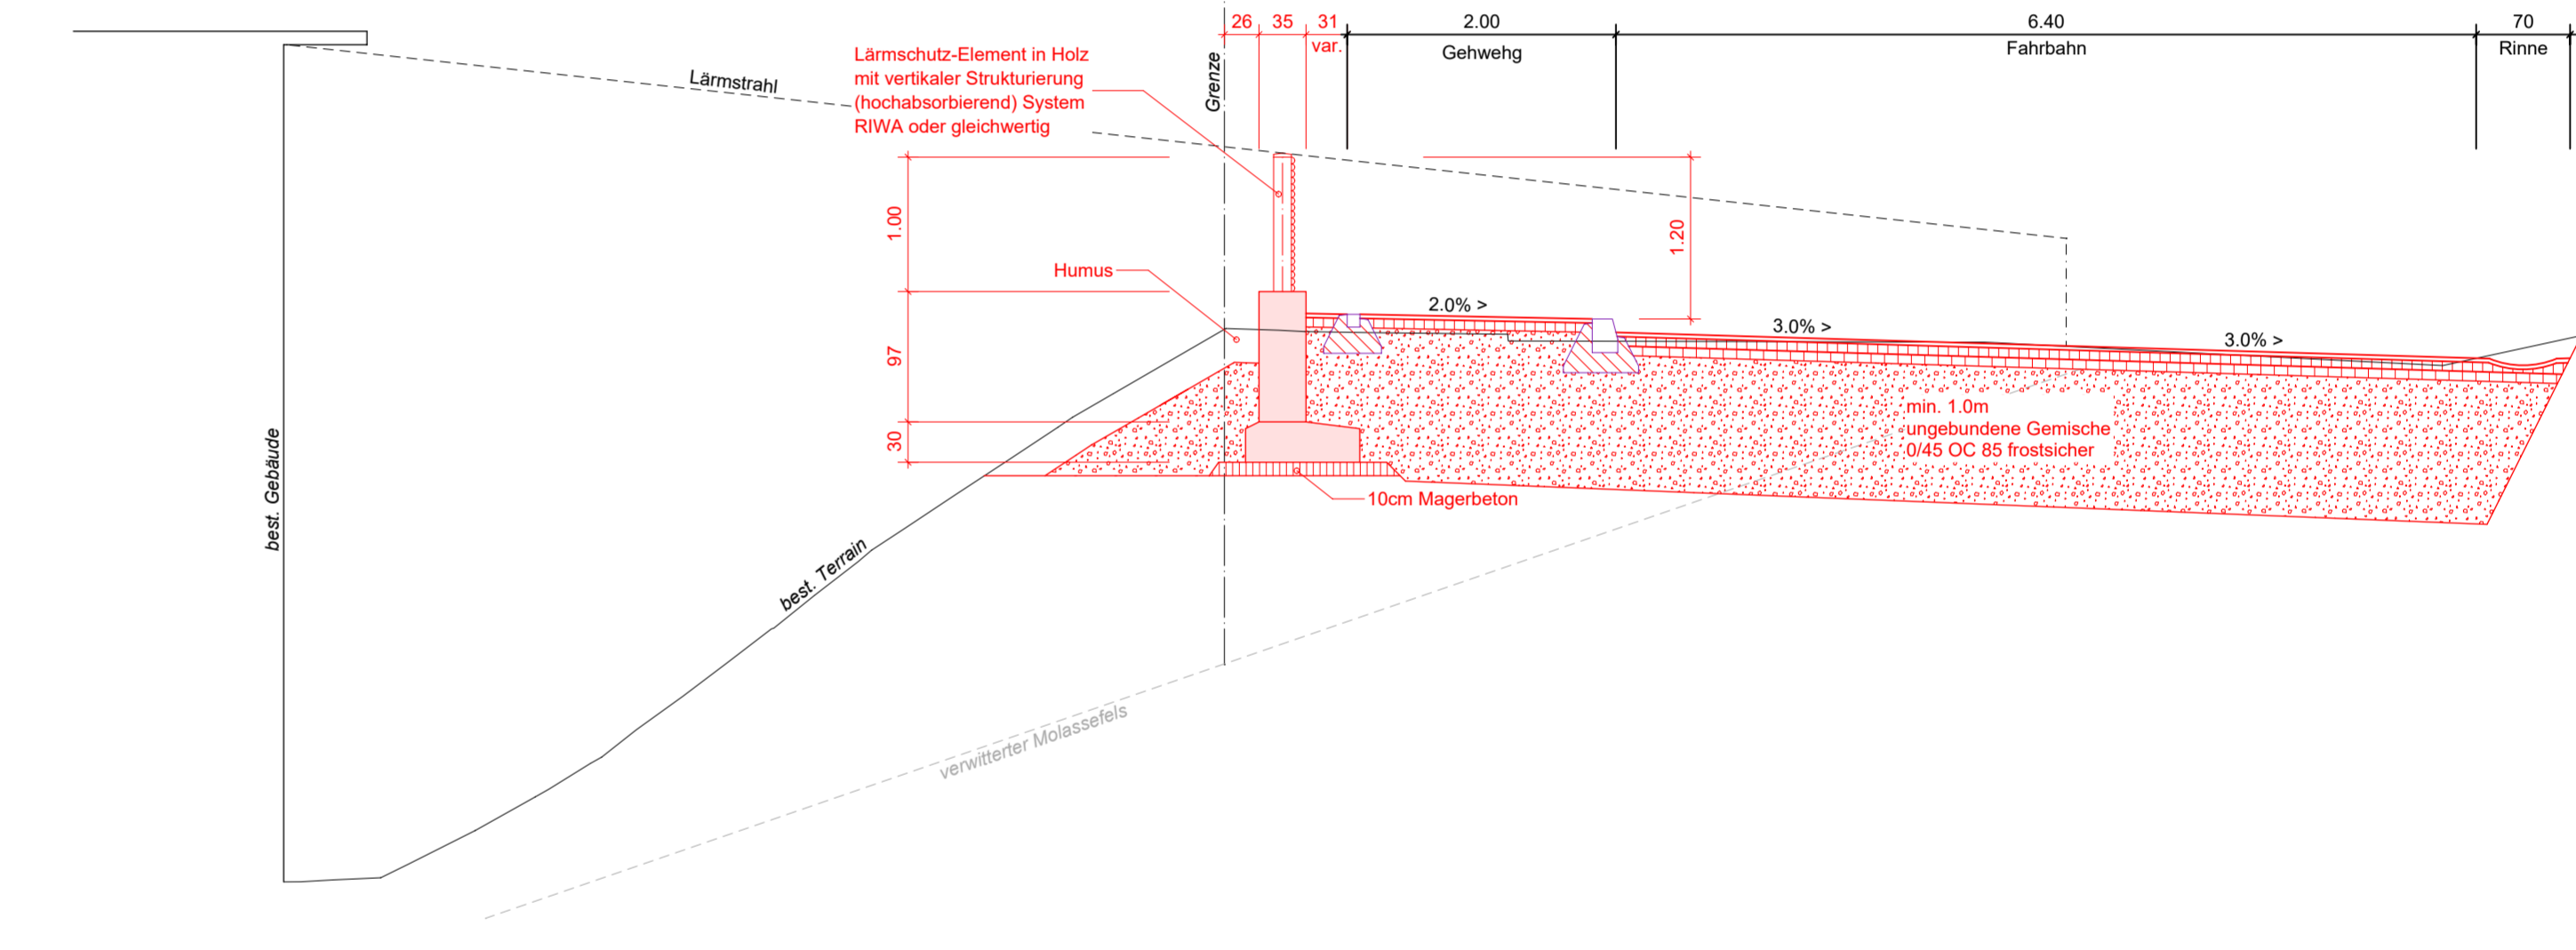 26 35 31 2.00 6.40 70
var. Gehwehg Fahrbahn Rinne
Lärmschutz-Element in Holz
mit vertikaler Strukturierung
(hochabsorbierend) System
RIWA oder gleichwertig
Lärmstrahl
Grenze
1.00
1.20
Humus
2.0% >
3.0% >
3.0% >
97
30
min. 1.0m
ungebundene Gemische
0/45 OC 85 frostsicher
10cm Magerbeton
best. Gebäude
best. Terrain
verwitterter Molassefels